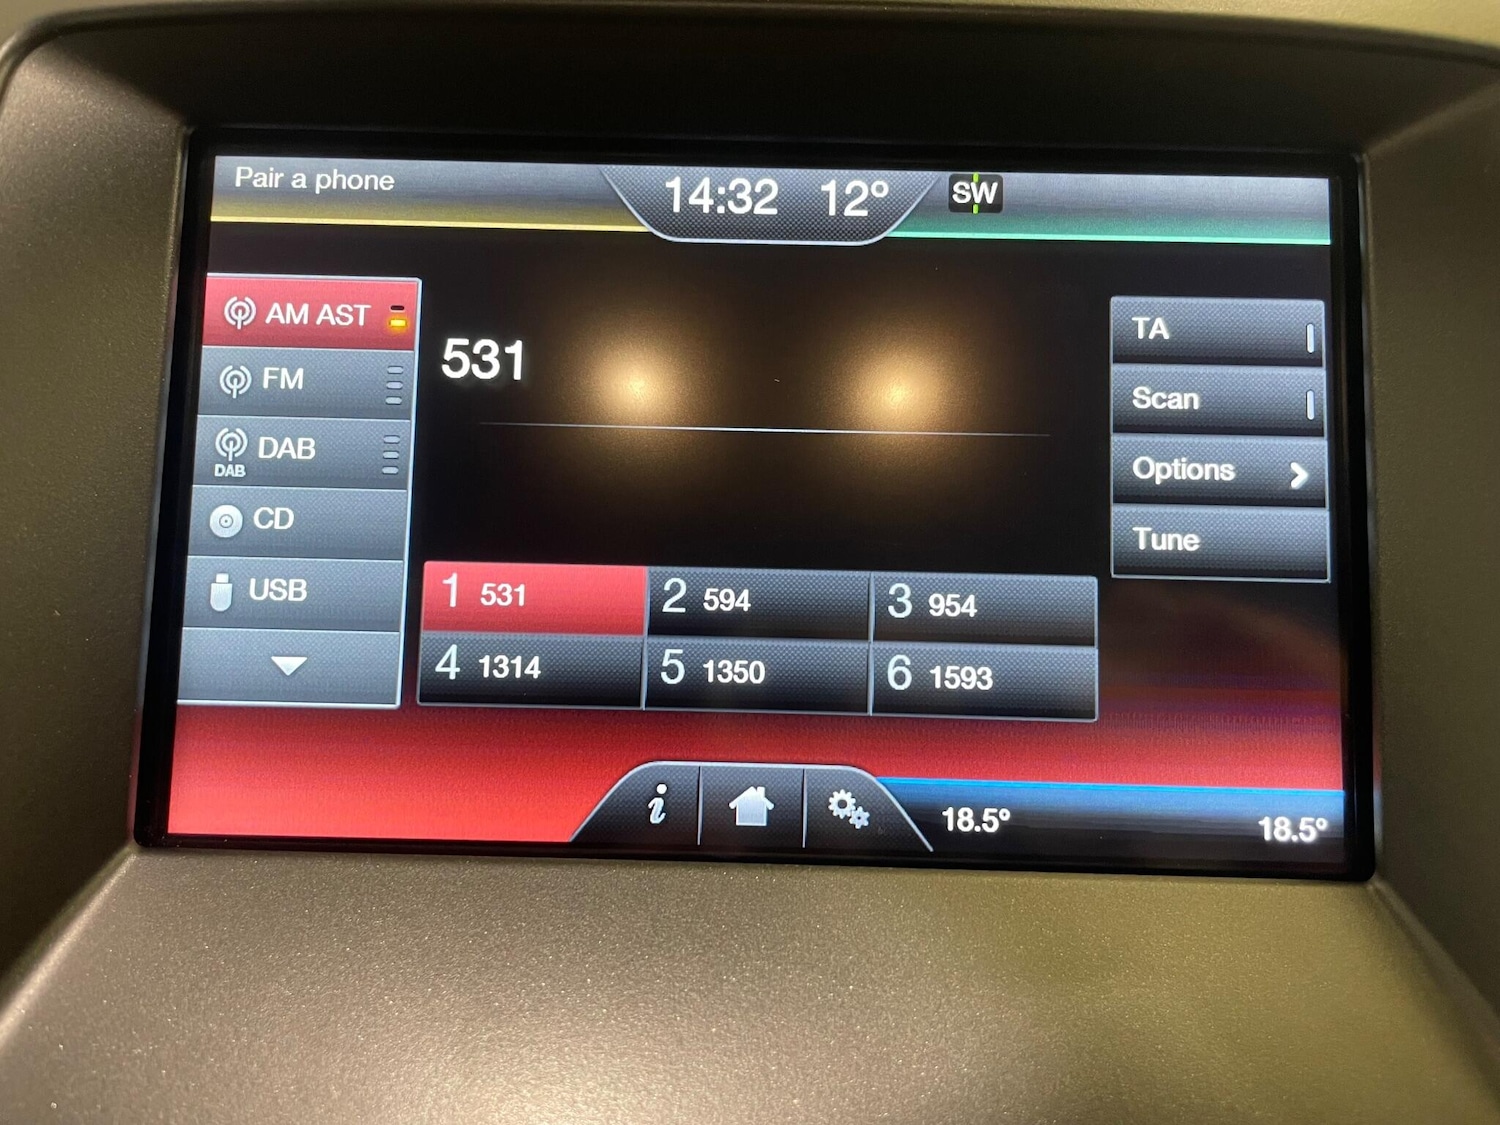 Pair a phone
14:32 12°
SW
AM AST
FM
DAB
DAB
CD
USB
531
TA
Scan
Options
Tune
1 531
2 594
3 954
4 1314
5 1350
6 1593
i
18.5°
18.5°